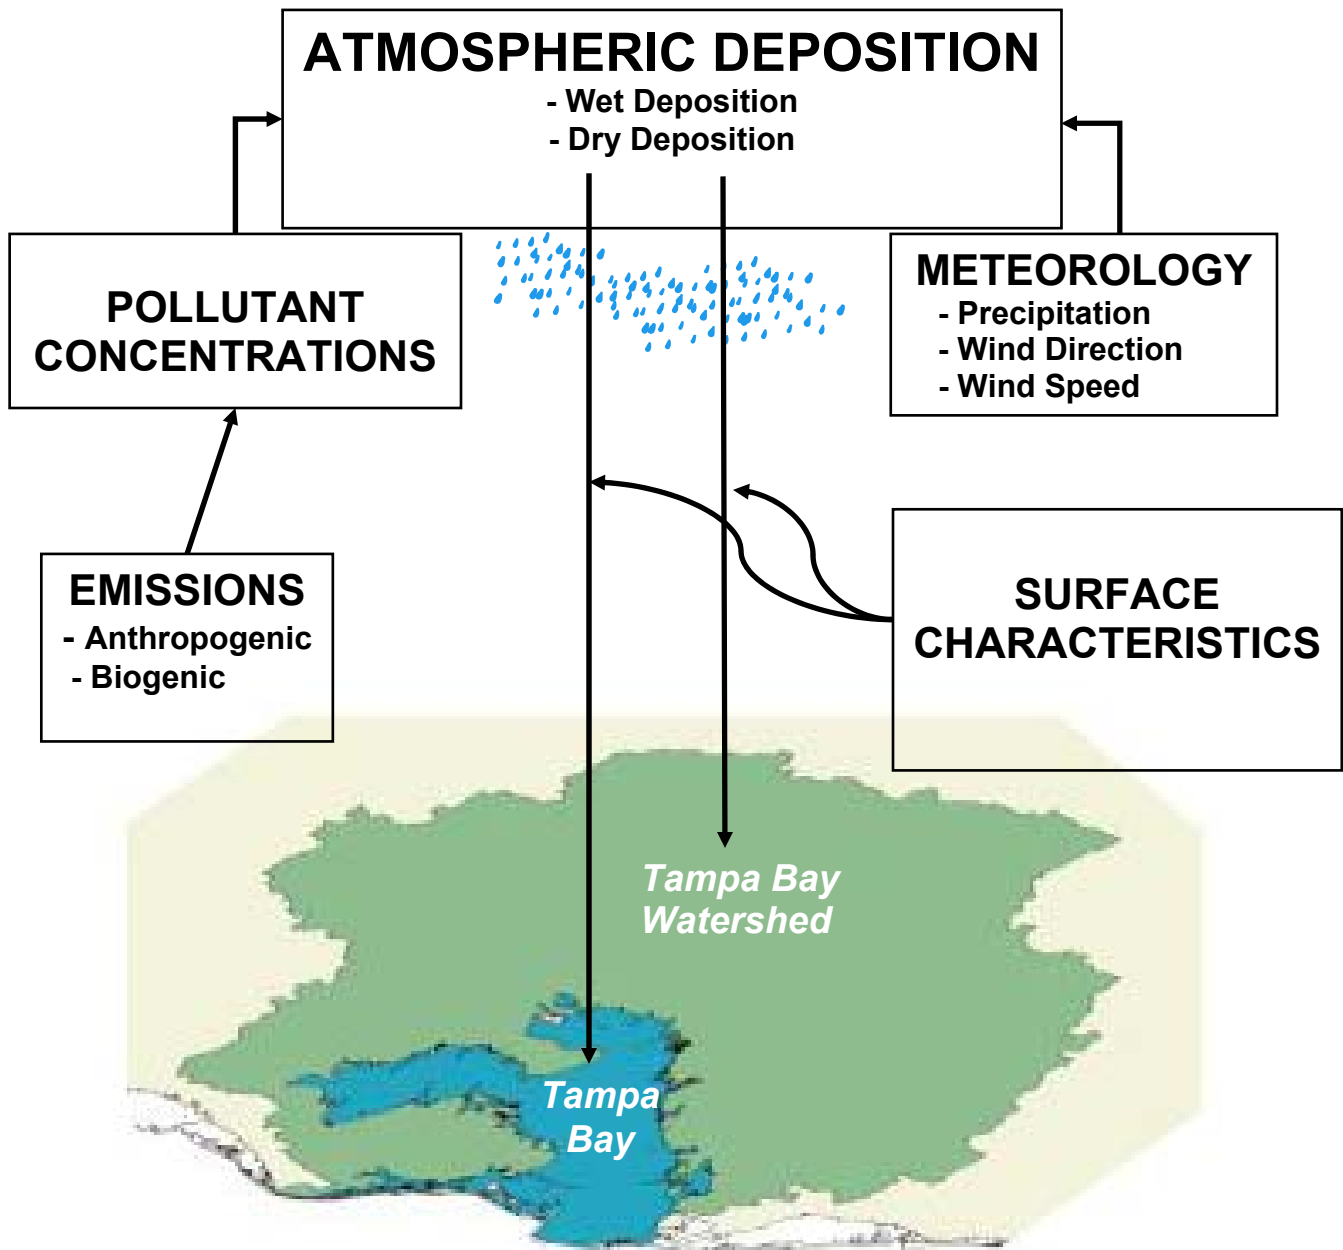 ATMOSPHERIC DEPOSITION
- Wet Deposition
- Dry Deposition
POLLUTANT
CONCENTRATIONS
METEOROLOGY
- Precipitation
- Wind Direction
- Wind Speed
EMISSIONS
- Anthropogenic
- Biogenic
SURFACE
CHARACTERISTICS
Tampa Bay
Watershed
Tampa
Bay